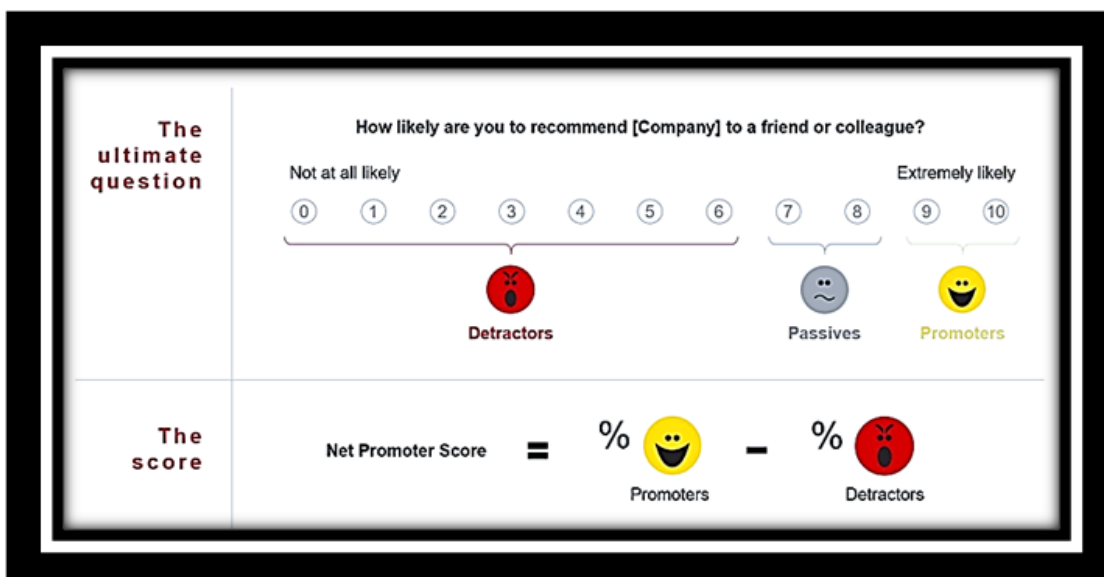 The
ultimate
question
How likely are you to recommend [Company] to a friend or colleague?
Not at all likely Extremely likely
0 1 2 3 4 5 6 7 8 9 10
Detractors Passives Promoters
The
score
Net Promoter Score = % - %
Promoters Detractors